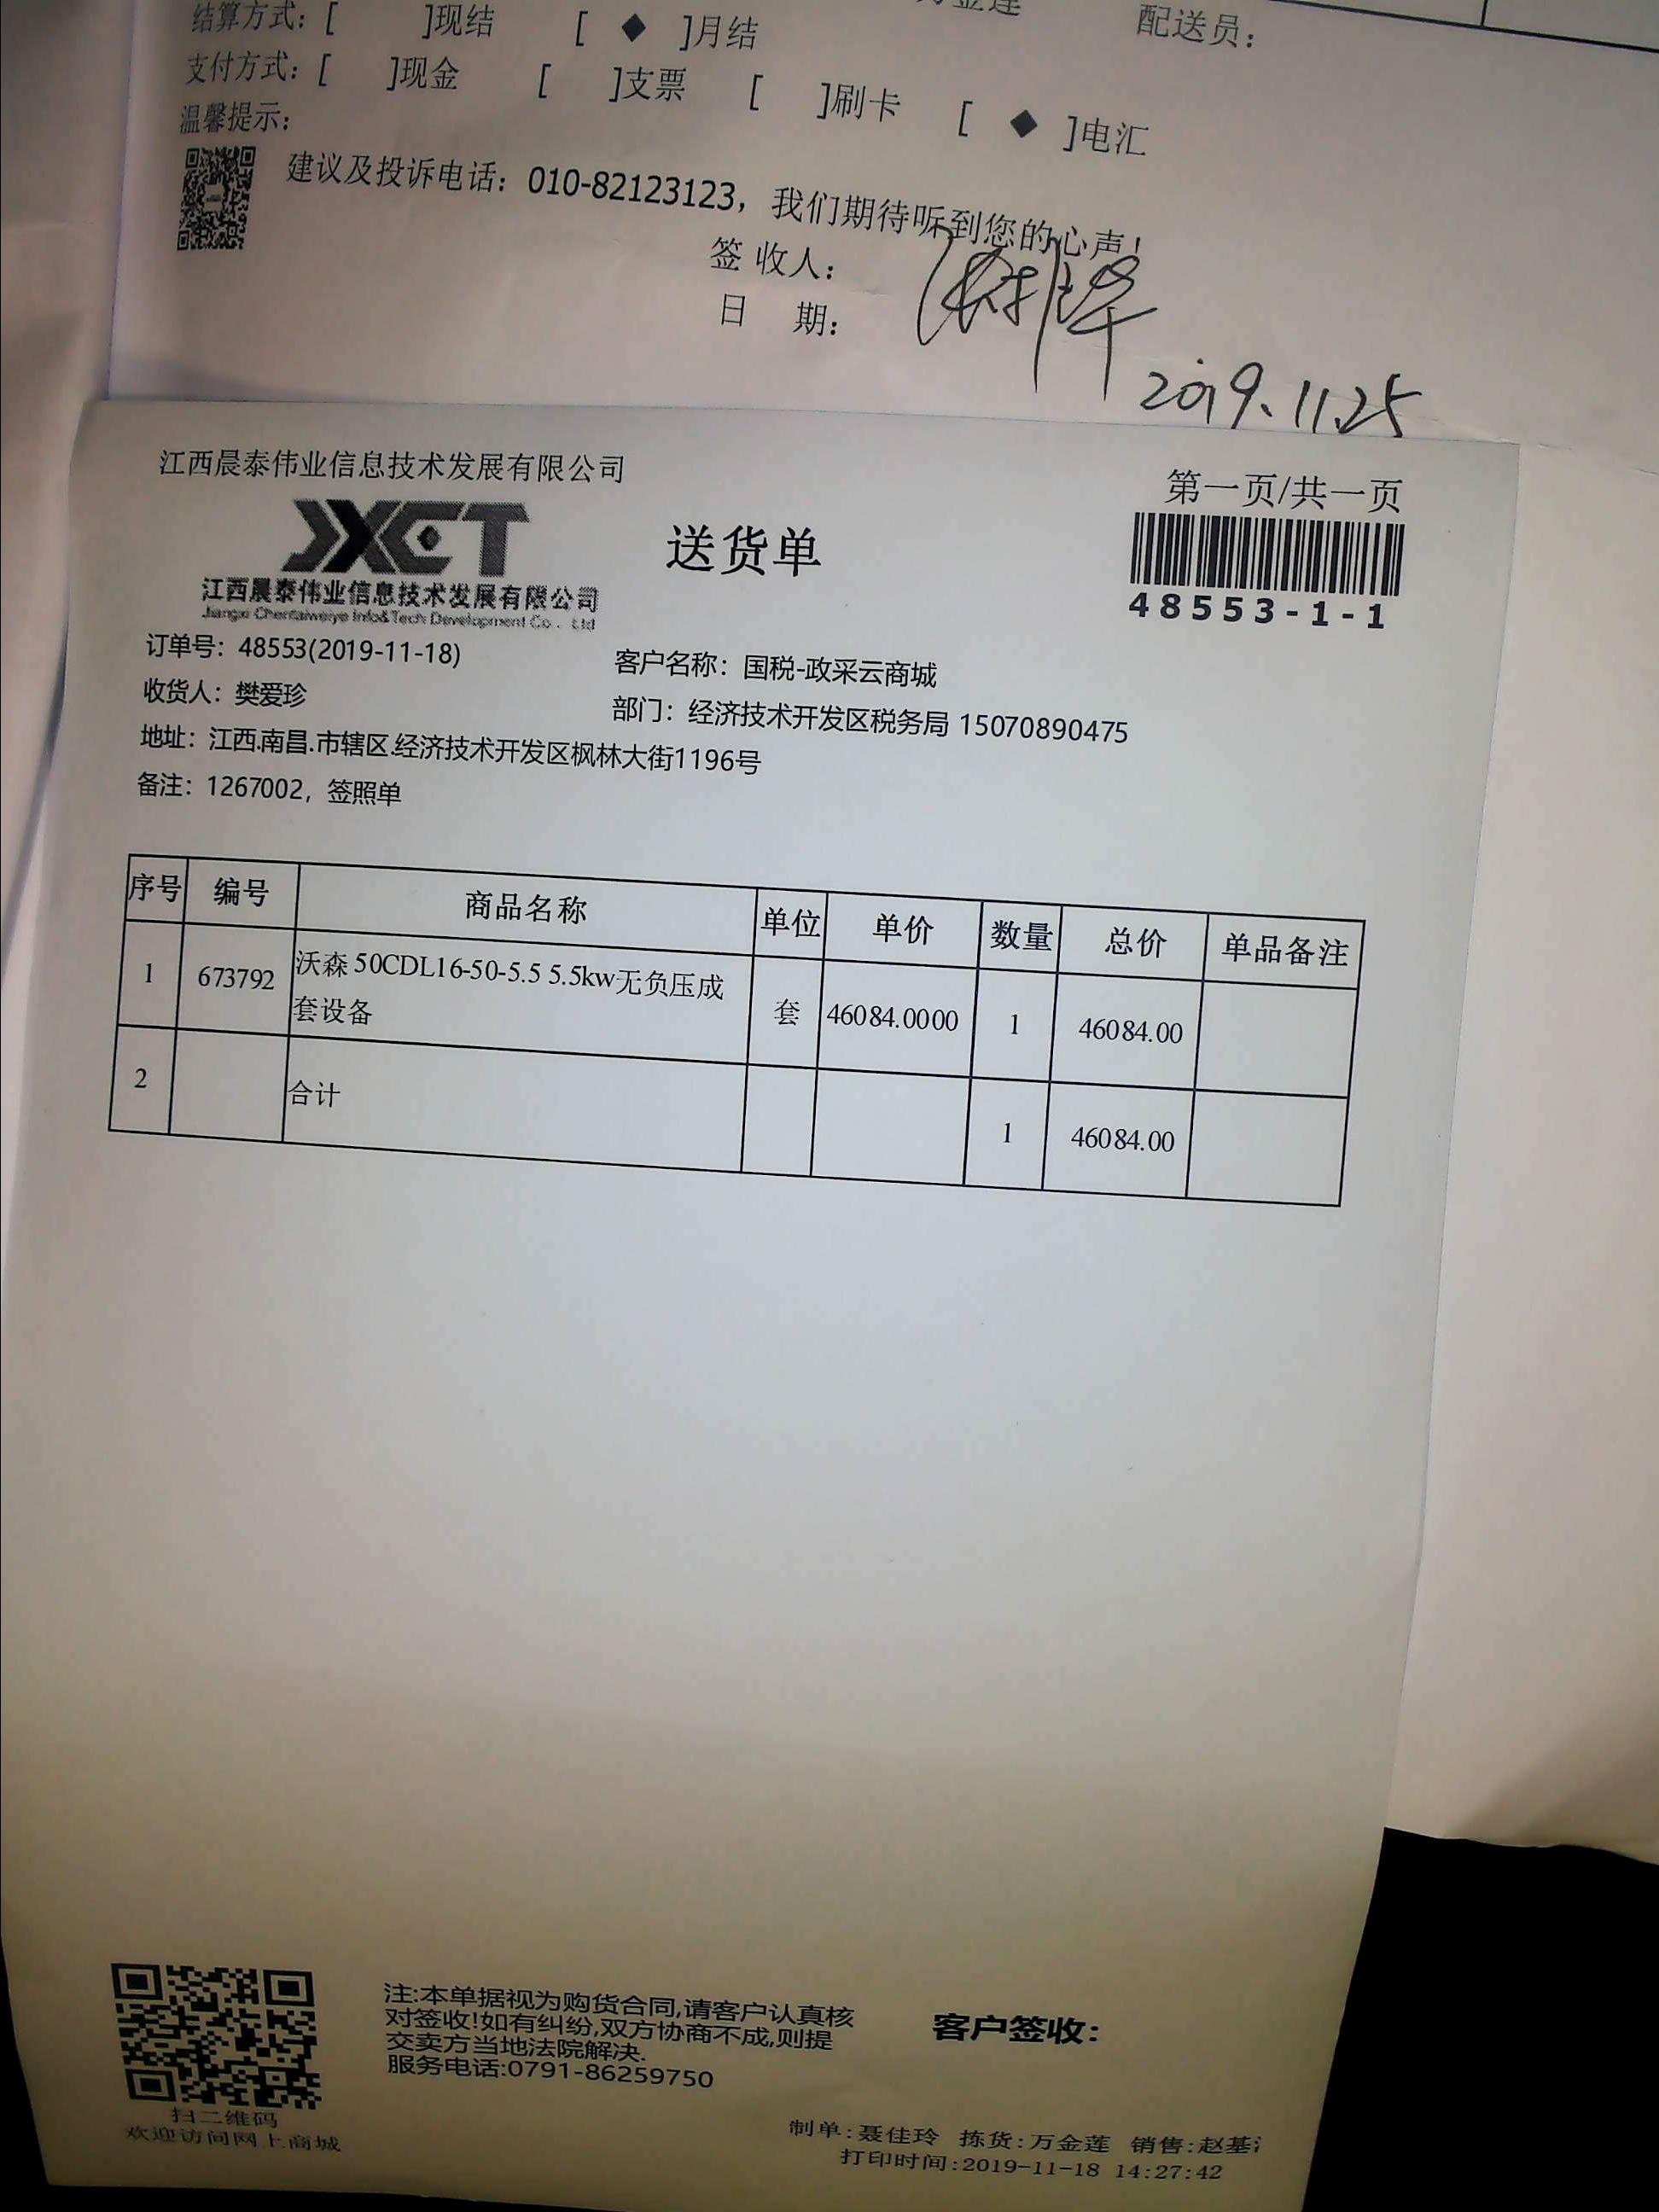 结算方式：[ ]现结 [ ◆ ]月结
配送员：
支付方式：[ ]现金 [ ]支票 [ ]刷卡 [ ◆ ]电汇
温馨提示：
建议及投诉电话：010-82123123，我们期待听到您的心声！
签 收人：
日 期：
2019.11.25
江西晨泰伟业信息技术发展有限公司
第一页/共一页
JXCT
送货单
江西晨泰伟业信息技术发展有限公司
Jiangxi Chentaiweiye Info&Tech Development Co．Ltd
48553-1-1
订单号：48553(2019-11-18)
客户名称：国税-政采云商城
收货人：樊爱珍
部门：经济技术开发区税务局 15070890475
地址：江西.南昌.市辖区.经济技术开发区枫林大街1196号
备注：1267002，签照单
序号 编号 商品名称 单位 单价 数量 总价 单品备注
1 673792 沃森 50CDL16-50-5.5 5.5kw无负压成 套 46084.0000 1 46084.00
套设备
2 合计 1 46084.00
注:本单据视为购货合同,请客户认真核
对签收!如有纠纷,双方协商不成,则提
交卖方当地法院解决.
服务电话:0791-86259750
客户签收：
扫二维码
欢迎访问网上商城
制单:聂佳玲 拣货:万金莲 销售:赵基
打印时间:2019-11-18 14:27:42